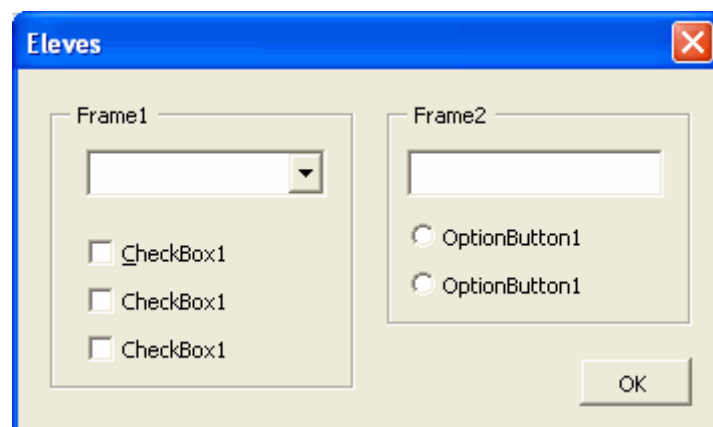 Eleves
Frame1
CheckBox1
CheckBox1
CheckBox1
Frame2
OptionButton1
OptionButton1
OK